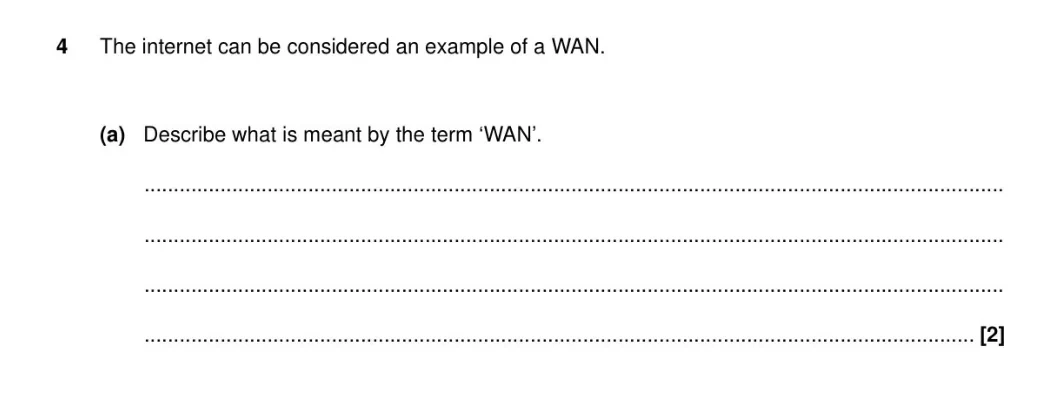 4 The internet can be considered an example of a WAN.
(a) Describe what is meant by the term ‘WAN’.
[2]